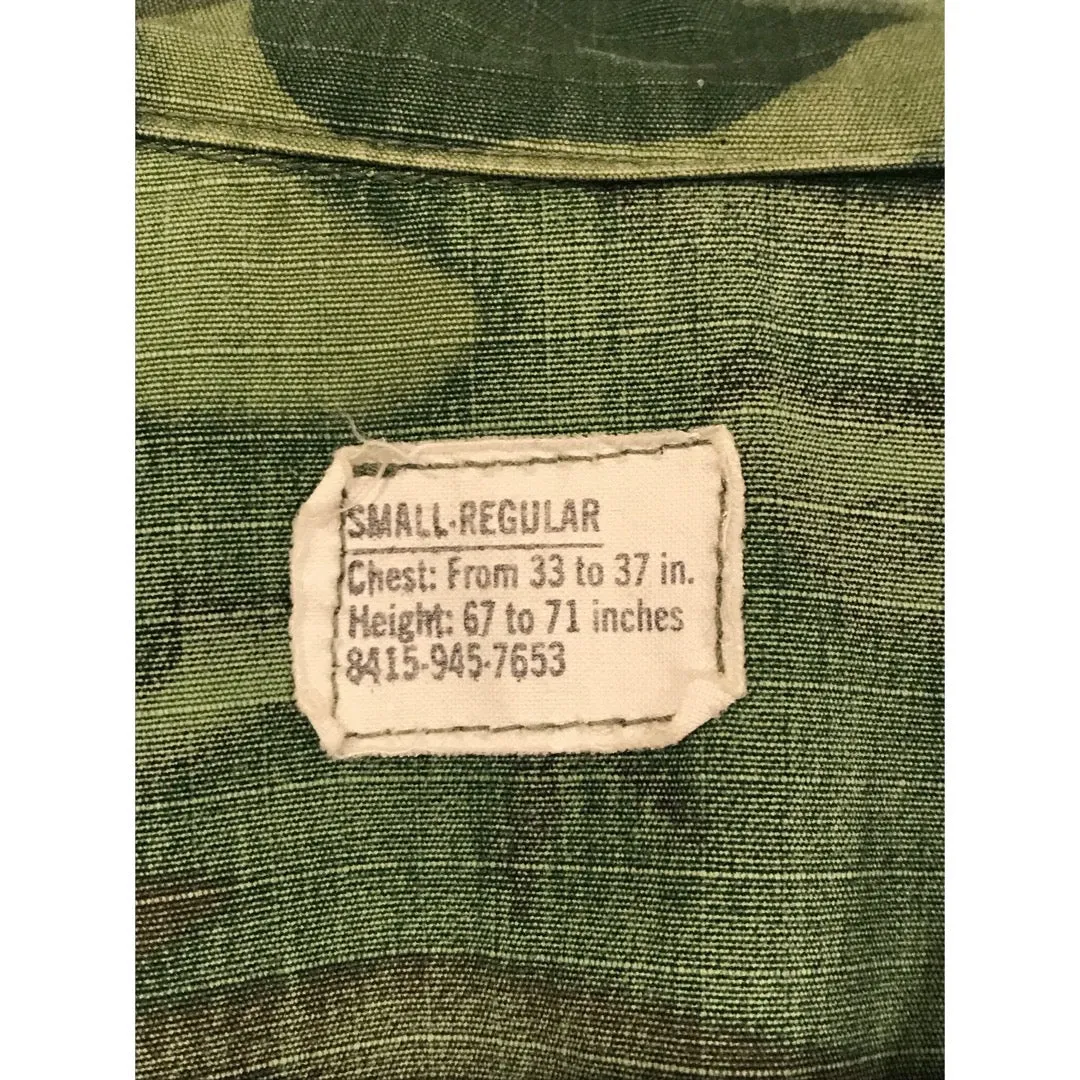 SMALL-REGULAR
Chest: From 33 to 37 in.
Height: 67 to 71 inches
8415-945-7653